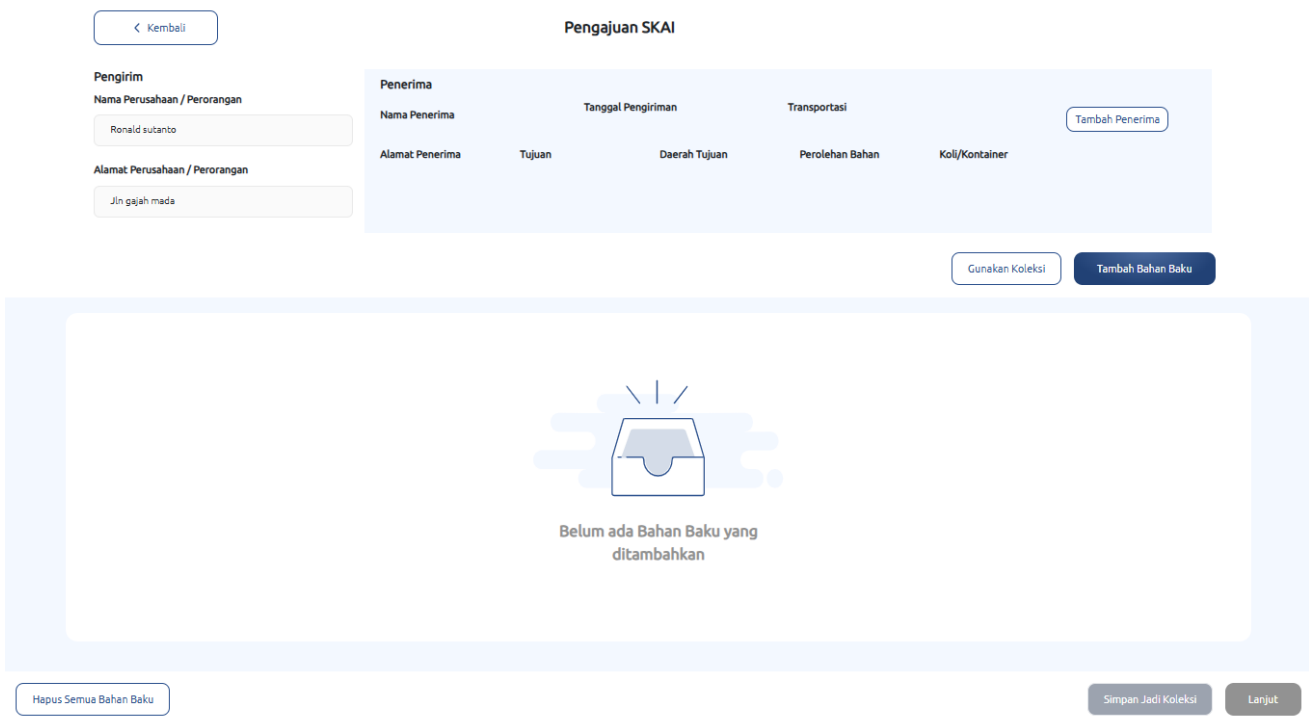 Kembali
Pengajuan SKAI
Pengirim
Nama Perusahaan / Perorangan
Ronald sutanto
Alamat Perusahaan / Perorangan
Jln gajah mada
Penerima
Nama Penerima
Tanggal Pengiriman
Transportasi
Tambah Penerima
Alamat Penerima
Tujuan
Daerah Tujuan
Perolehan Bahan
Koli/Kontainer
Gunakan Koleksi
Tambah Bahan Baku
Belum ada Bahan Baku yang
ditambahkan
Hapus Semua Bahan Baku
Simpan Jadi Koleksi
Lanjut